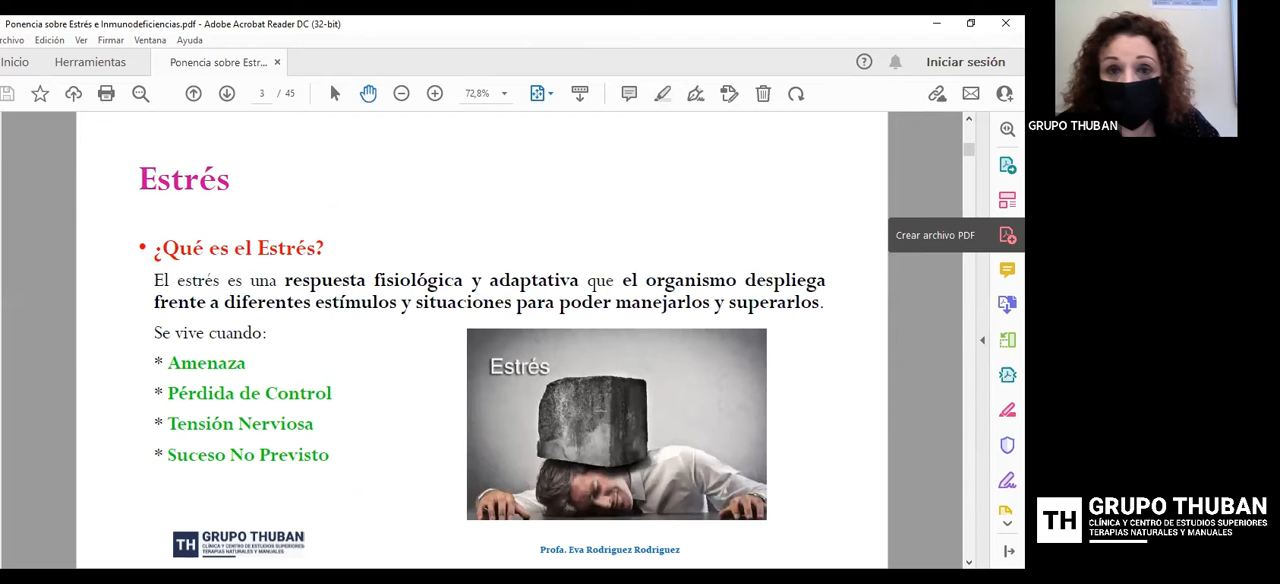 Ponencia sobre Estrés e Inmunodeficiencias.pdf - Adobe Acrobat Reader DC (32-bit)
rchivo Edición Ver Firmar Ventana Ayuda
Inicio Herramientas Ponencia sobre Estr... × Iniciar sesión
3 / 45 72,8%
GRUPO THUBAN
Estrés
Crear archivo PDF
• ¿Qué es el Estrés?
El estrés es una respuesta fisiológica y adaptativa que el organismo despliega
frente a diferentes estímulos y situaciones para poder manejarlos y superarlos.
Se vive cuando:
* Amenaza
* Pérdida de Control
* Tensión Nerviosa
* Suceso No Previsto
Estrés
TH GRUPO THUBAN
CLÍNICA Y CENTRO DE ESTUDIOS SUPERIORES
TERAPIAS NATURALES Y MANUALES
Profa. Eva Rodriguez Rodriguez
TH GRUPO THUBAN
CLÍNICA Y CENTRO DE ESTUDIOS SUPERIORES
TERAPIAS NATURALES Y MANUALES